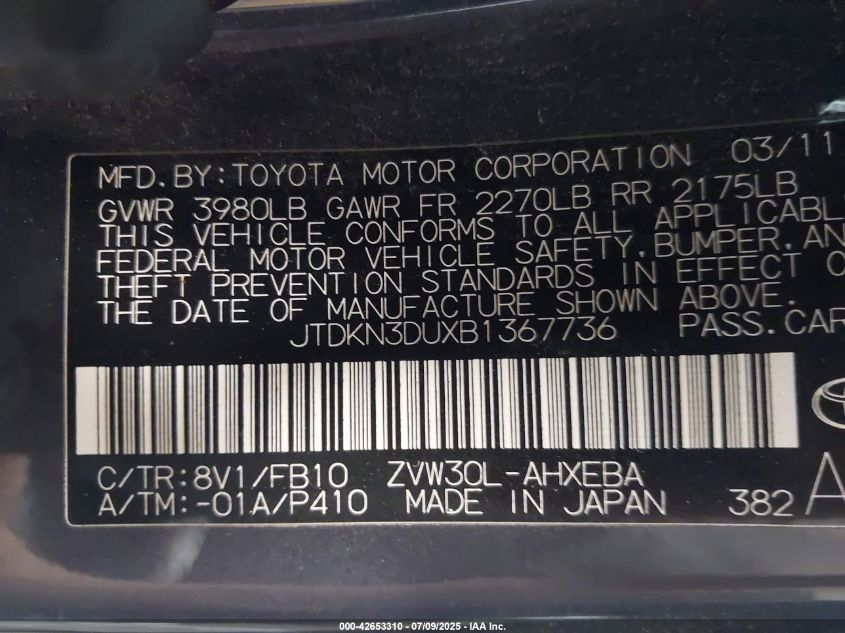 MFD. BY: TOYOTA MOTOR CORPORATION 03/11
GVWR 3980LB GAWR FR 2270LB RR 2175LB
THIS VEHICLE CONFORMS TO ALL APPLICABL
FEDERAL MOTOR VEHICLE SAFETY, BUMPER, AN
THEFT PREVENTION STANDARDS IN EFFECT O
THE DATE OF MANUFACTURE SHOWN ABOVE.
JTDKN3DUXB1367736 PASS.CAR
C/TR:8V1/FB10 ZVW30L-AHXEBA
A/TM:-01A/P410 MADE IN JAPAN 382 A
000-42653310 - 07/09/2025 - IAA Inc.